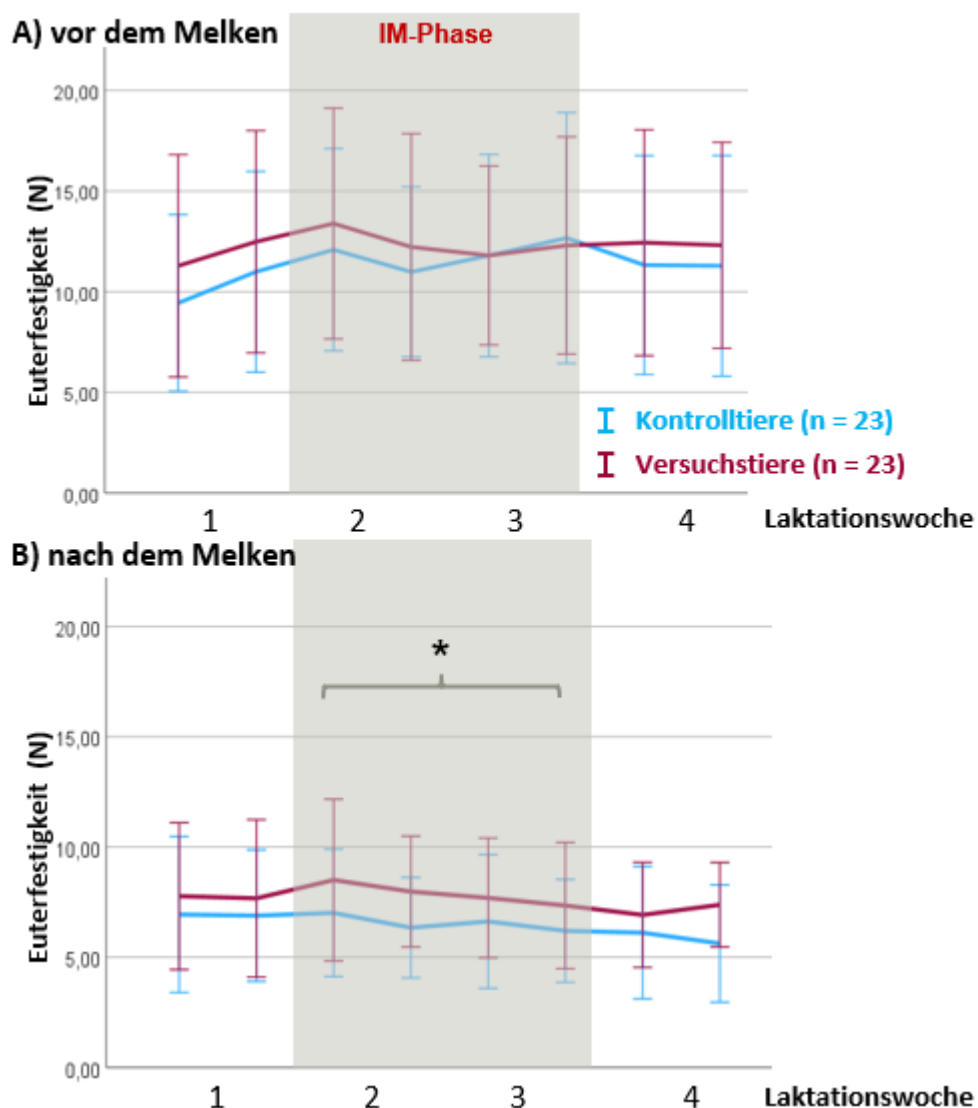 A) vor dem Melken
IM-Phase
Euterfestigkeit (N)
20,00
15,00
10,00
5,00
0,00
Kontrolltiere (n = 23)
Versuchstiere (n = 23)
1 2 3 4 Laktationswoche
B) nach dem Melken
Euterfestigkeit (N)
20,00
*
15,00
10,00
5,00
0,00
1 2 3 4 Laktationswoche